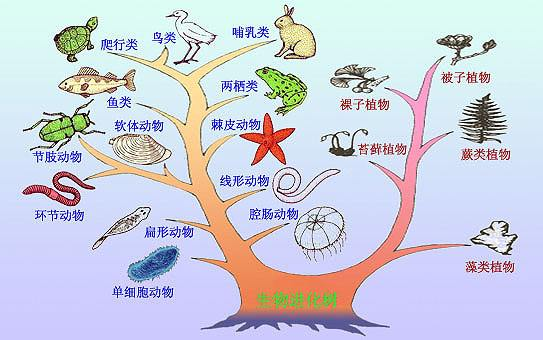 爬行类
鸟类
哺乳类
鱼类
两栖类
节肢动物
软体动物
棘皮动物
环节动物
线形动物
扁形动物
腔肠动物
单细胞动物
被子植物
裸子植物
苔藓植物
蕨类植物
藻类植物
生物进化树